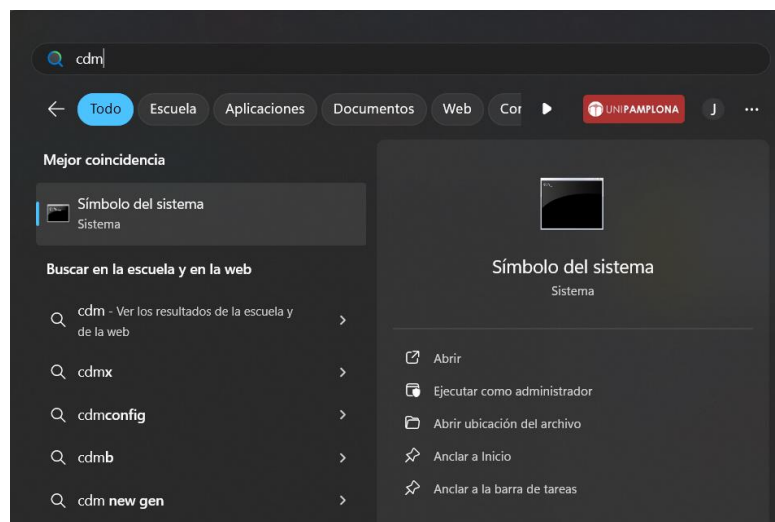 cdm
Todo Escuela Aplicaciones Documentos Web Cor UNIPAMPLONA J
Mejor coincidencia
Símbolo del sistema
Sistema
Buscar en la escuela y en la web
cdm - Ver los resultados de la escuela y
de la web
cdmx
cdmconfig
cdmb
cdm new gen
Símbolo del sistema
Sistema
Abrir
Ejecutar como administrador
Abrir ubicación del archivo
Anclar a Inicio
Anclar a la barra de tareas